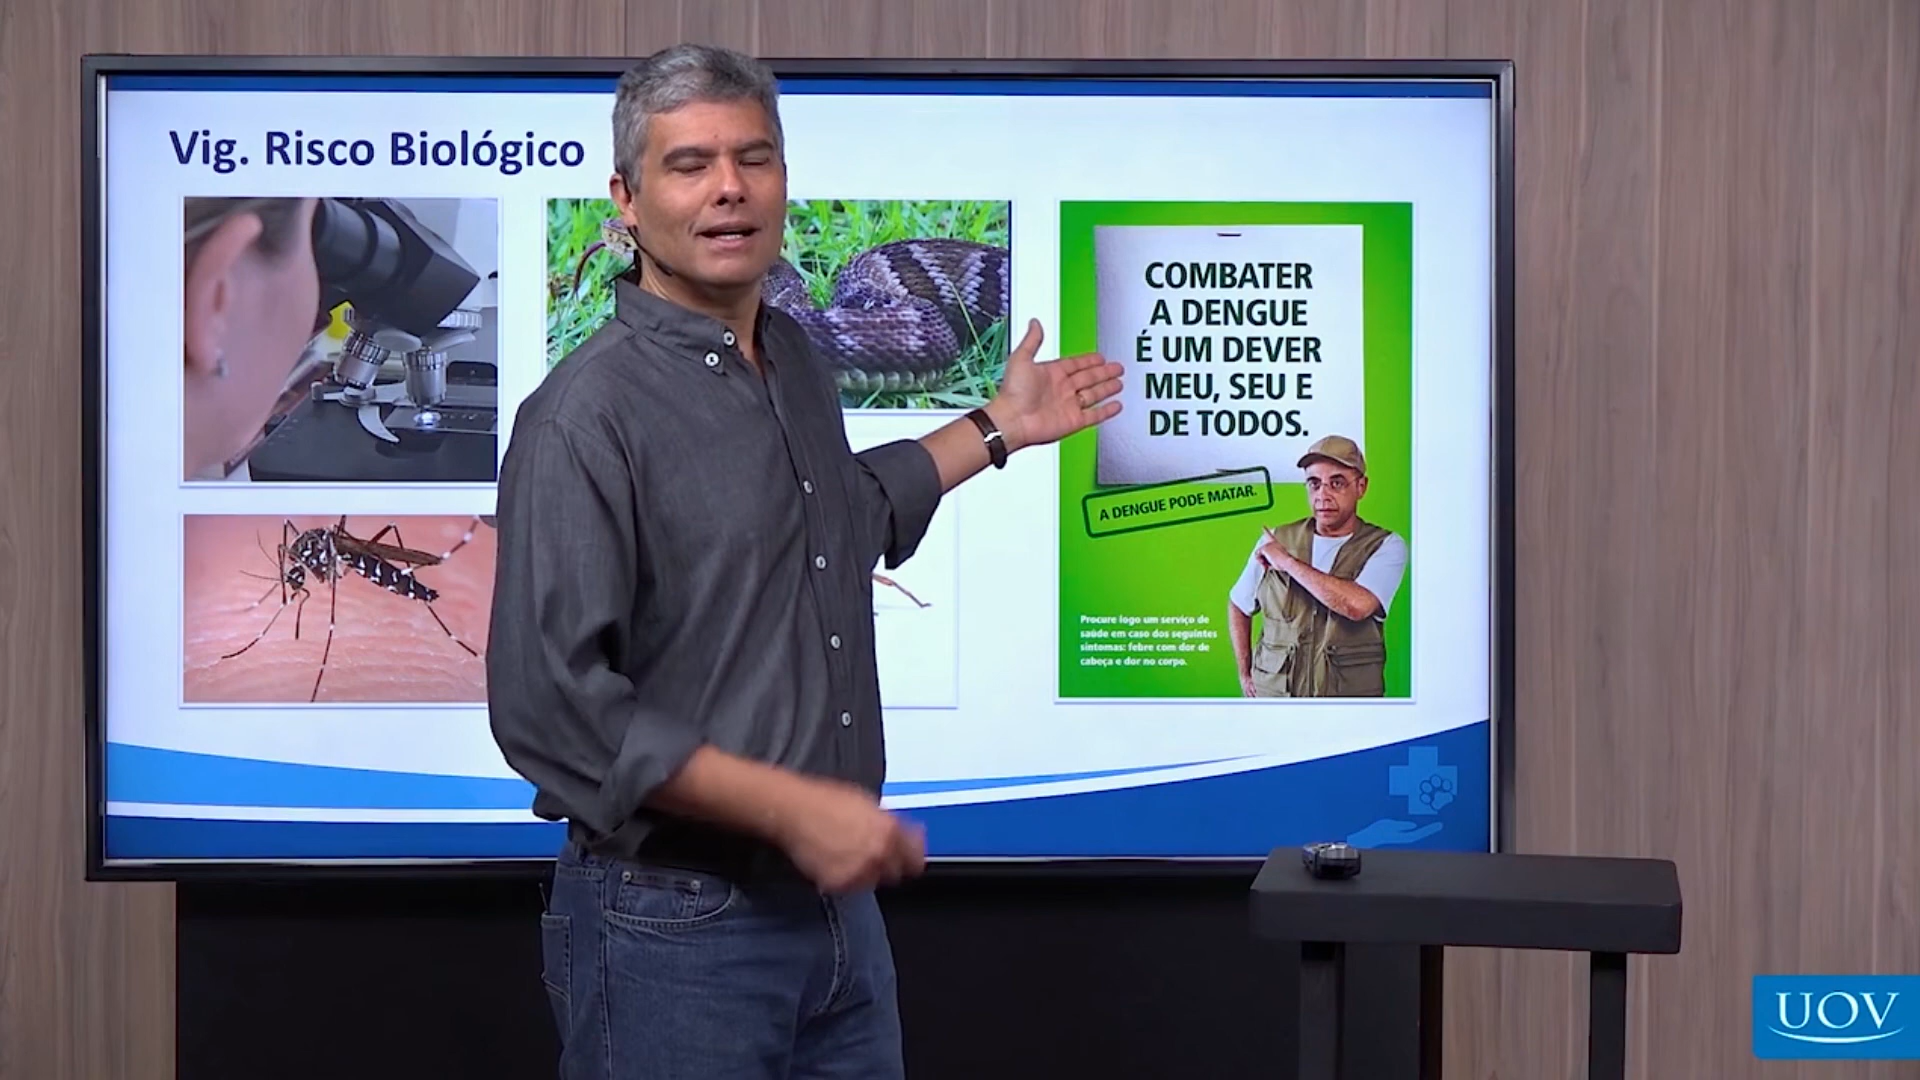 Vig. Risco Biológico
COMBATER
A DENGUE
É UM DEVER
MEU, SEU E
DE TODOS.
A DENGUE PODE MATAR.
Procure logo um serviço de
saúde em caso dos seguintes
sintomas: febre com dor de
cabeça e dor no corpo.
UOV